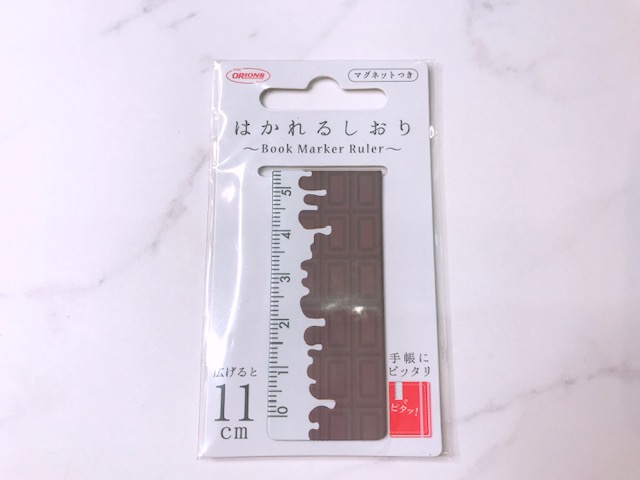 ORIONS
マグネットつき
はかれるしおり
～Book Marker Ruler～
5
4
3
2
1
0
広げると
11
cm
手帳に
ピッタリ
ピタッ!